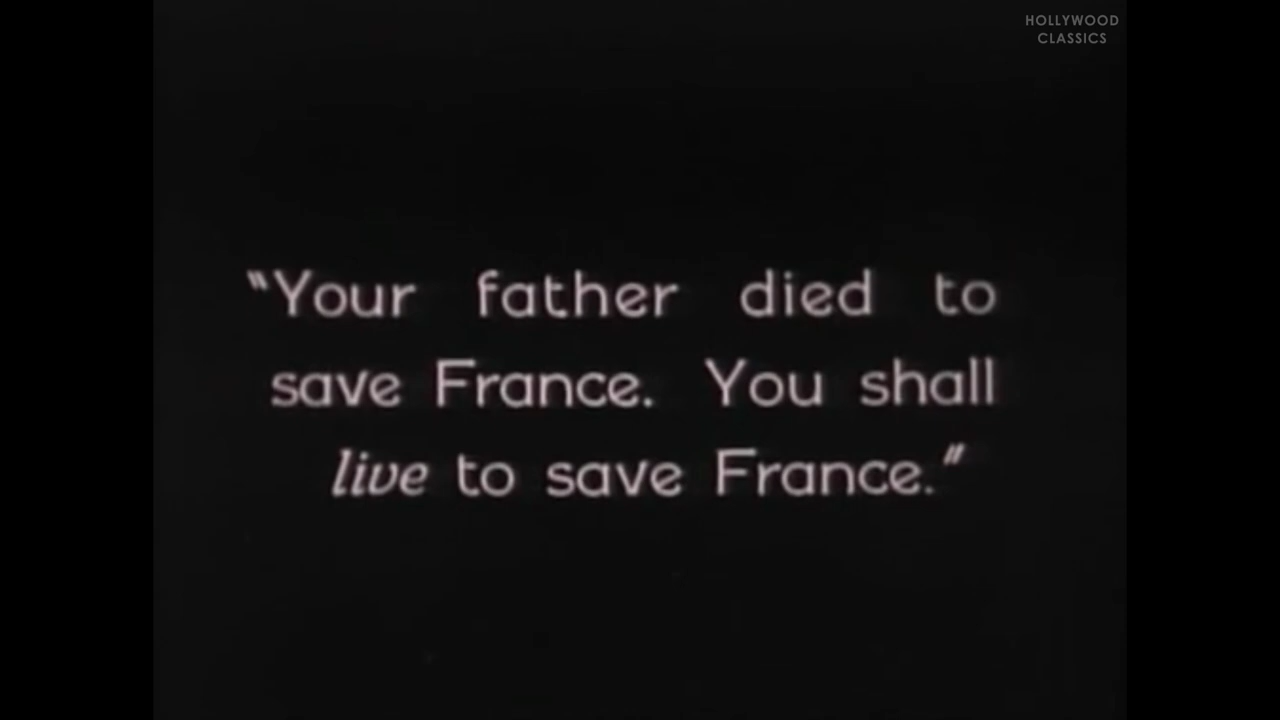 HOLLYWOOD
CLASSICS
"Your father died to
save France. You shall
live to save France."